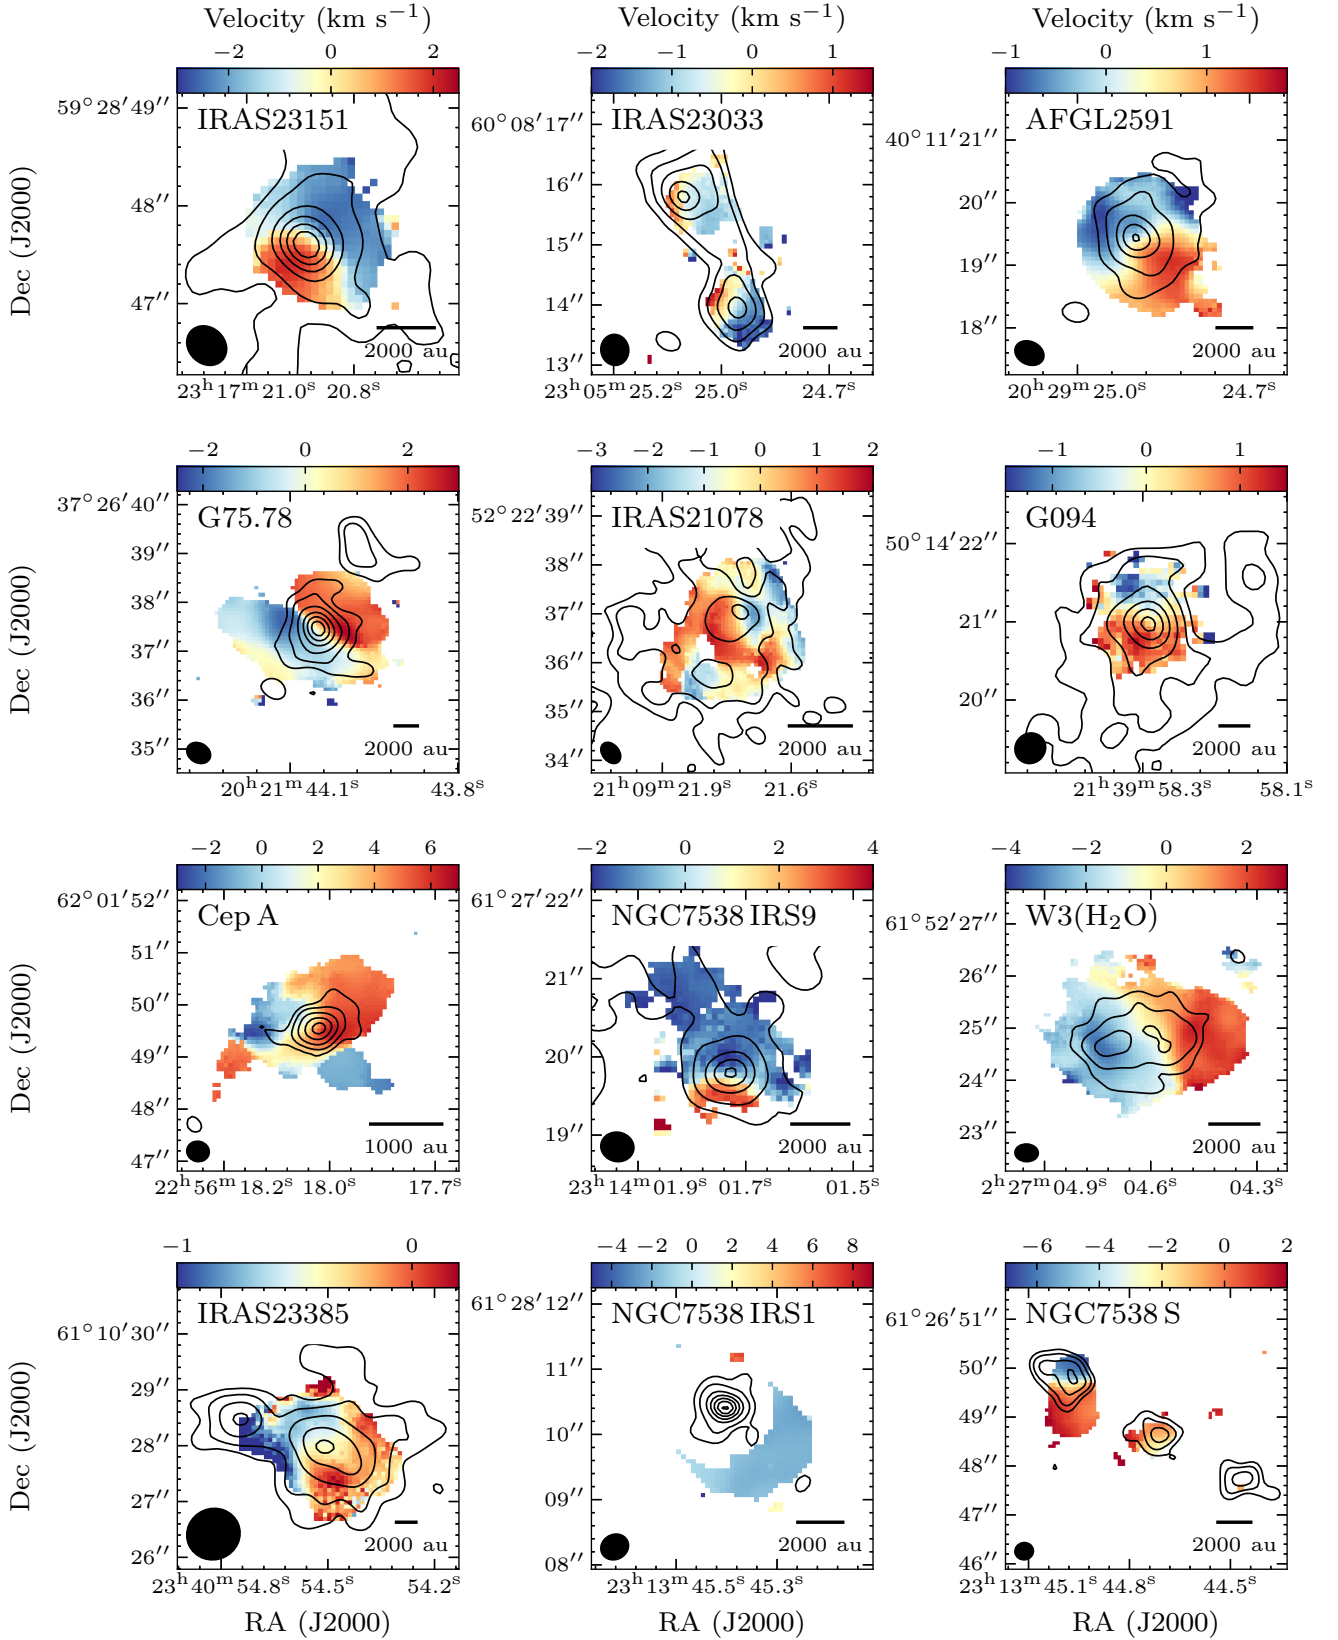 Velocity (km s⁻¹) Velocity (km s⁻¹) Velocity (km s⁻¹)
−2 0 2 −2 −1 0 1 −1 0 1
IRAS23151 IRAS23033 AFGL2591
59°28′49″ 48″ 47″
60°08′17″ 16″ 15″ 14″ 13″
40°11′21″ 20″ 19″ 18″
Dec (J2000)
2000 au 2000 au 2000 au
23ʰ17ᵐ21.0ˢ 20.8ˢ 23ʰ05ᵐ25.2ˢ 25.0ˢ 24.7ˢ 20ʰ29ᵐ25.0ˢ 24.7ˢ
−2 0 2 −3 −2 −1 0 1 2 −1 0 1
G75.78 IRAS21078 G094
37°26′40″ 39″ 38″ 37″ 36″ 35″
52°22′39″ 38″ 37″ 36″ 35″ 34″
50°14′22″ 21″ 20″
Dec (J2000)
2000 au 2000 au 2000 au
20ʰ21ᵐ44.1ˢ 43.8ˢ 21ʰ09ᵐ21.9ˢ 21.6ˢ 21ʰ39ᵐ58.3ˢ 58.1ˢ
−2 0 2 4 6 −2 0 2 4 −4 −2 0 2
Cep A NGC7538 IRS9 W3(H₂O)
62°01′52″ 51″ 50″ 49″ 48″ 47″
61°27′22″ 21″ 20″ 19″
61°52′27″ 26″ 25″ 24″ 23″
Dec (J2000)
1000 au 2000 au 2000 au
22ʰ56ᵐ18.2ˢ 18.0ˢ 17.7ˢ 23ʰ14ᵐ01.9ˢ 01.7ˢ 01.5ˢ 2ʰ27ᵐ04.9ˢ 04.6ˢ 04.3ˢ
−1 0 −4 −2 0 2 4 6 8 −6 −4 −2 0 2
IRAS23385 NGC7538 IRS1 NGC7538 S
61°10′30″ 29″ 28″ 27″ 26″
61°28′12″ 11″ 10″ 09″ 08″
61°26′51″ 50″ 49″ 48″ 47″ 46″
Dec (J2000)
2000 au 2000 au 2000 au
23ʰ40ᵐ54.8ˢ 54.5ˢ 54.2ˢ 23ʰ13ᵐ45.5ˢ 45.3ˢ 23ʰ13ᵐ45.1ˢ 44.8ˢ 44.5ˢ
RA (J2000) RA (J2000) RA (J2000)